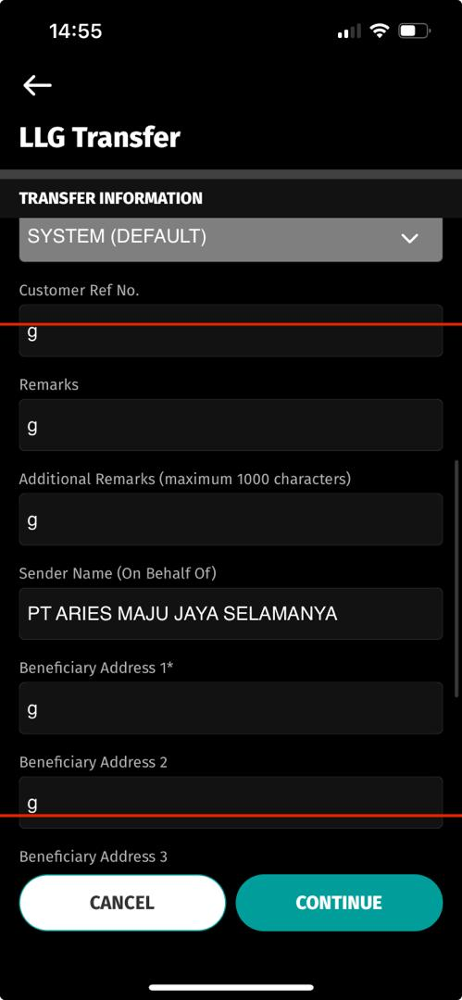 14:55
LLG Transfer
TRANSFER INFORMATION
SYSTEM (DEFAULT)
Customer Ref No.
g
Remarks
g
Additional Remarks (maximum 1000 characters)
g
Sender Name (On Behalf Of)
PT ARIES MAJU JAYA SELAMANYA
Beneficiary Address 1*
g
Beneficiary Address 2
g
Beneficiary Address 3
CANCEL CONTINUE